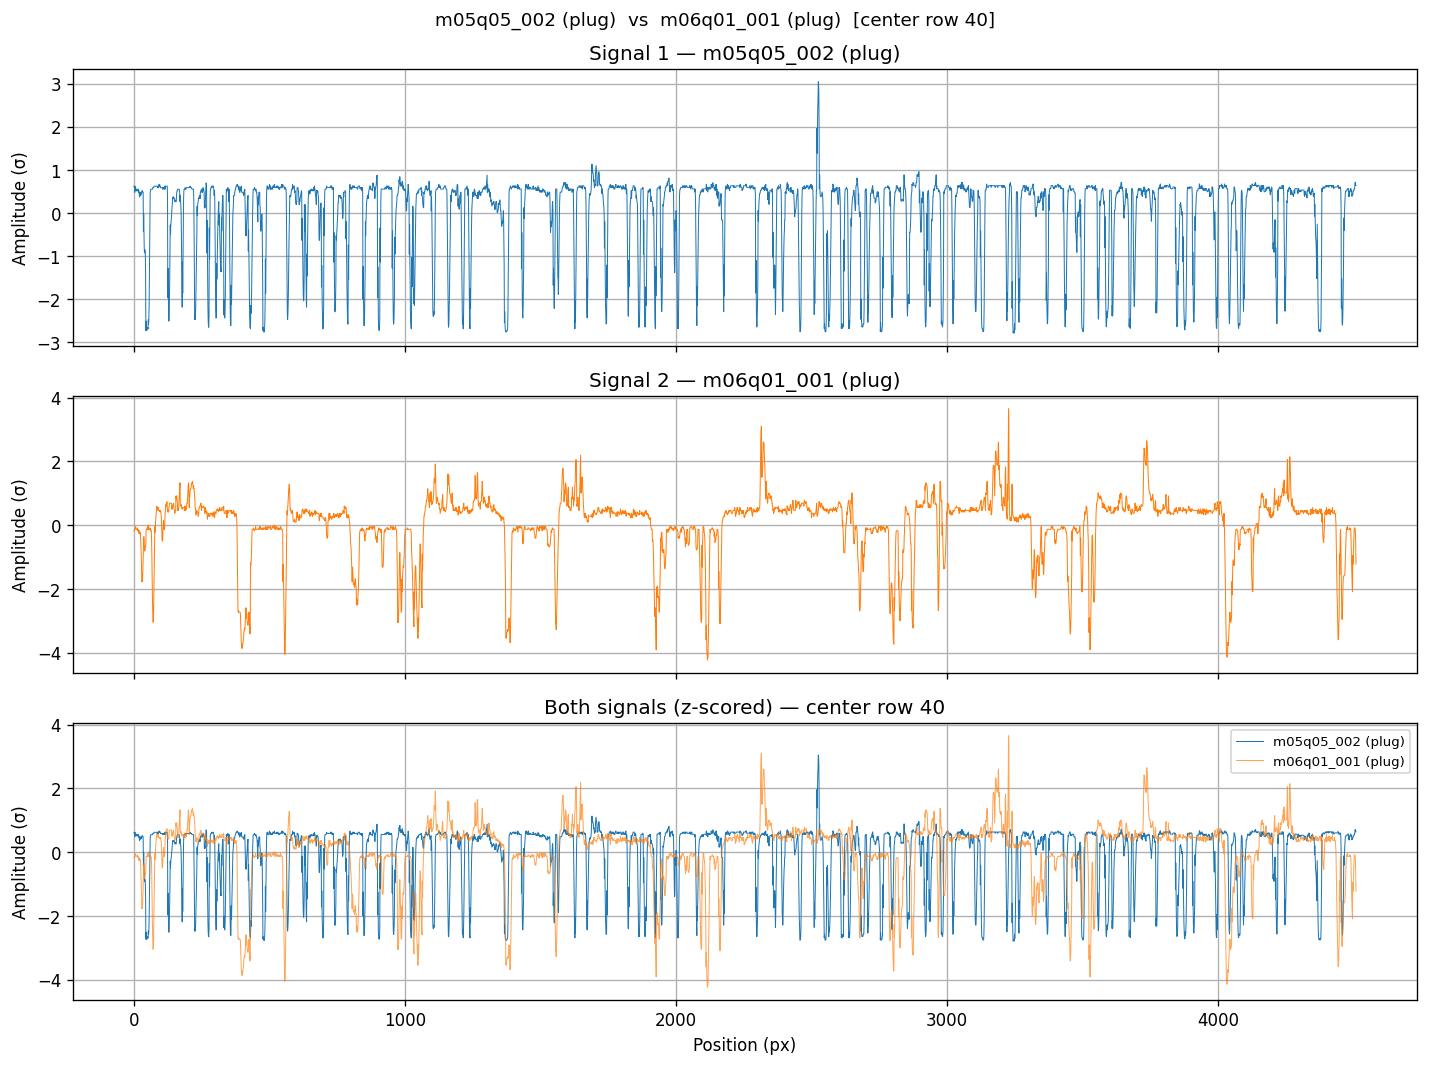 m05q05_002 (plug)  vs  m06q01_001 (plug)  [center row 40]
Signal 1 — m05q05_002 (plug)
3
2
1
0
−1
−2
−3
Amplitude (σ)
Signal 2 — m06q01_001 (plug)
4
2
0
−2
−4
Amplitude (σ)
Both signals (z-scored) — center row 40
4
2
0
−2
−4
Amplitude (σ)
m05q05_002 (plug)
m06q01_001 (plug)
0
1000
2000
3000
4000
Position (px)